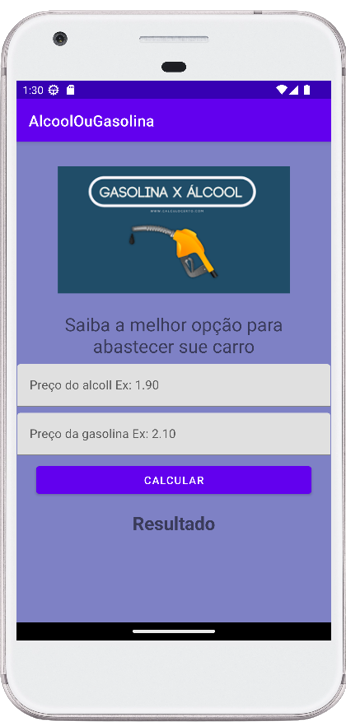 1:30
AlcoolOuGasolina
GASOLINA X ÁLCOOL
Saiba a melhor opção para
abastecer sue carro
Preço do alcoll Ex: 1.90
Preço da gasolina Ex: 2.10
CALCULAR
Resultado